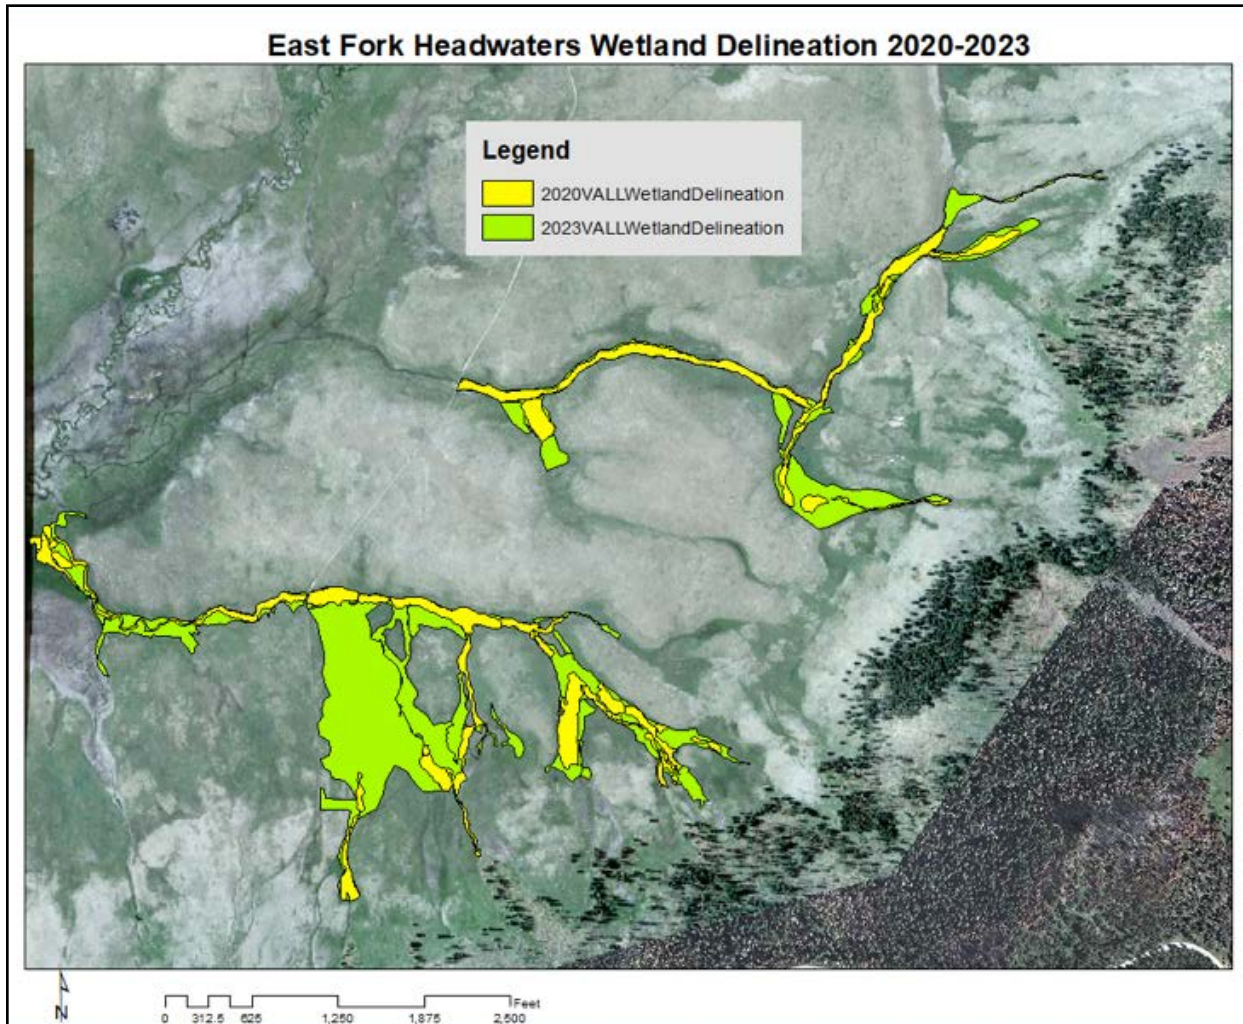 East Fork Headwaters Wetland Delineation 2020-2023
Legend
2020VALLWetlandDelineation
2023VALLWetlandDelineation
N
Feet
0 312.5 625 1,250 1,875 2,500